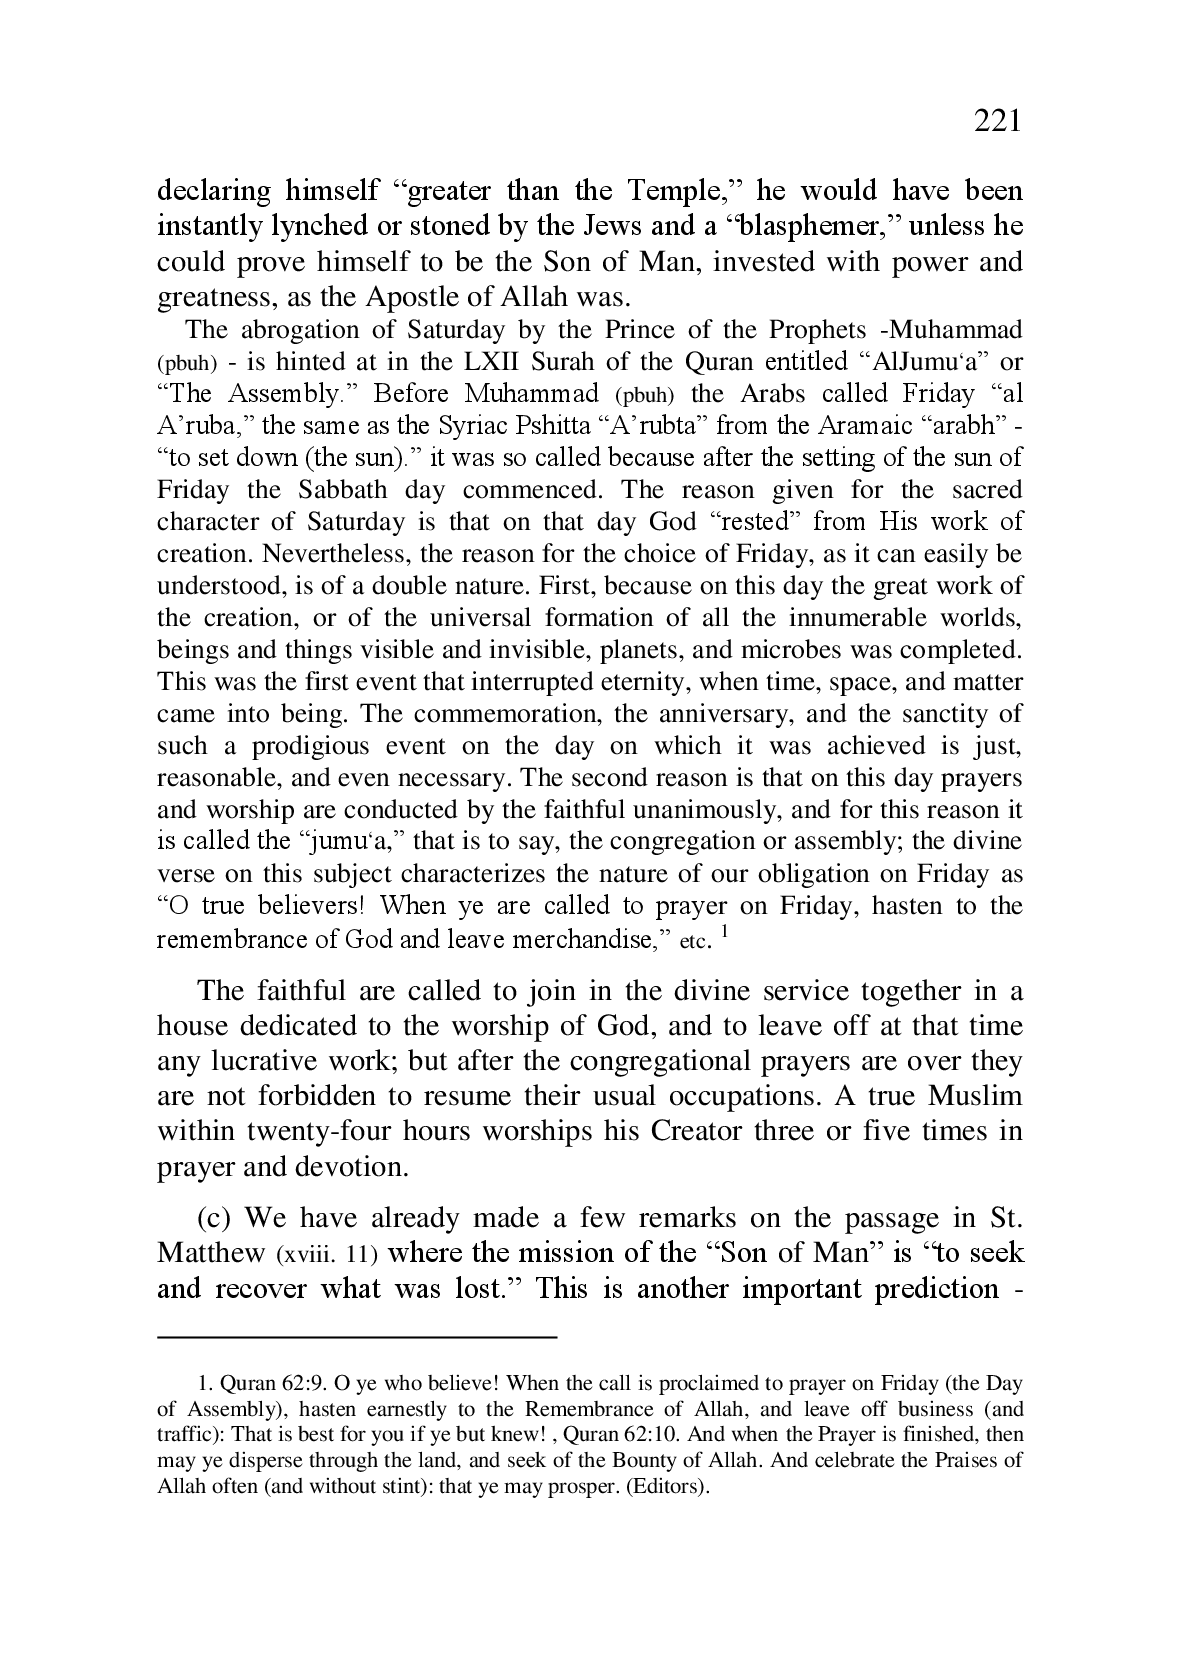 221
declaring himself “greater than the Temple,” he would have been
instantly lynched or stoned by the Jews and a “blasphemer,” unless he
could prove himself to be the Son of Man, invested with power and
greatness, as the Apostle of Allah was.
The abrogation of Saturday by the Prince of the Prophets -Muhammad
(pbuh) - is hinted at in the LXII Surah of the Quran entitled “AlJumu‘a” or
“The Assembly.” Before Muhammad (pbuh) the Arabs called Friday “al
A’ruba,” the same as the Syriac Pshitta “A’rubta” from the Aramaic “arabh” -
“to set down (the sun).” it was so called because after the setting of the sun of
Friday the Sabbath day commenced. The reason given for the sacred
character of Saturday is that on that day God “rested” from His work of
creation. Nevertheless, the reason for the choice of Friday, as it can easily be
understood, is of a double nature. First, because on this day the great work of
the creation, or of the universal formation of all the innumerable worlds,
beings and things visible and invisible, planets, and microbes was completed.
This was the first event that interrupted eternity, when time, space, and matter
came into being. The commemoration, the anniversary, and the sanctity of
such a prodigious event on the day on which it was achieved is just,
reasonable, and even necessary. The second reason is that on this day prayers
and worship are conducted by the faithful unanimously, and for this reason it
is called the “jumu‘a,” that is to say, the congregation or assembly; the divine
verse on this subject characterizes the nature of our obligation on Friday as
“O true believers! When ye are called to prayer on Friday, hasten to the
remembrance of God and leave merchandise,” etc. 1
The faithful are called to join in the divine service together in a
house dedicated to the worship of God, and to leave off at that time
any lucrative work; but after the congregational prayers are over they
are not forbidden to resume their usual occupations. A true Muslim
within twenty-four hours worships his Creator three or five times in
prayer and devotion.
(c) We have already made a few remarks on the passage in St.
Matthew (xviii. 11) where the mission of the “Son of Man” is “to seek
and recover what was lost.” This is another important prediction -
1. Quran 62:9. O ye who believe! When the call is proclaimed to prayer on Friday (the Day
of Assembly), hasten earnestly to the Remembrance of Allah, and leave off business (and
traffic): That is best for you if ye but knew! , Quran 62:10. And when the Prayer is finished, then
may ye disperse through the land, and seek of the Bounty of Allah. And celebrate the Praises of
Allah often (and without stint): that ye may prosper. (Editors).